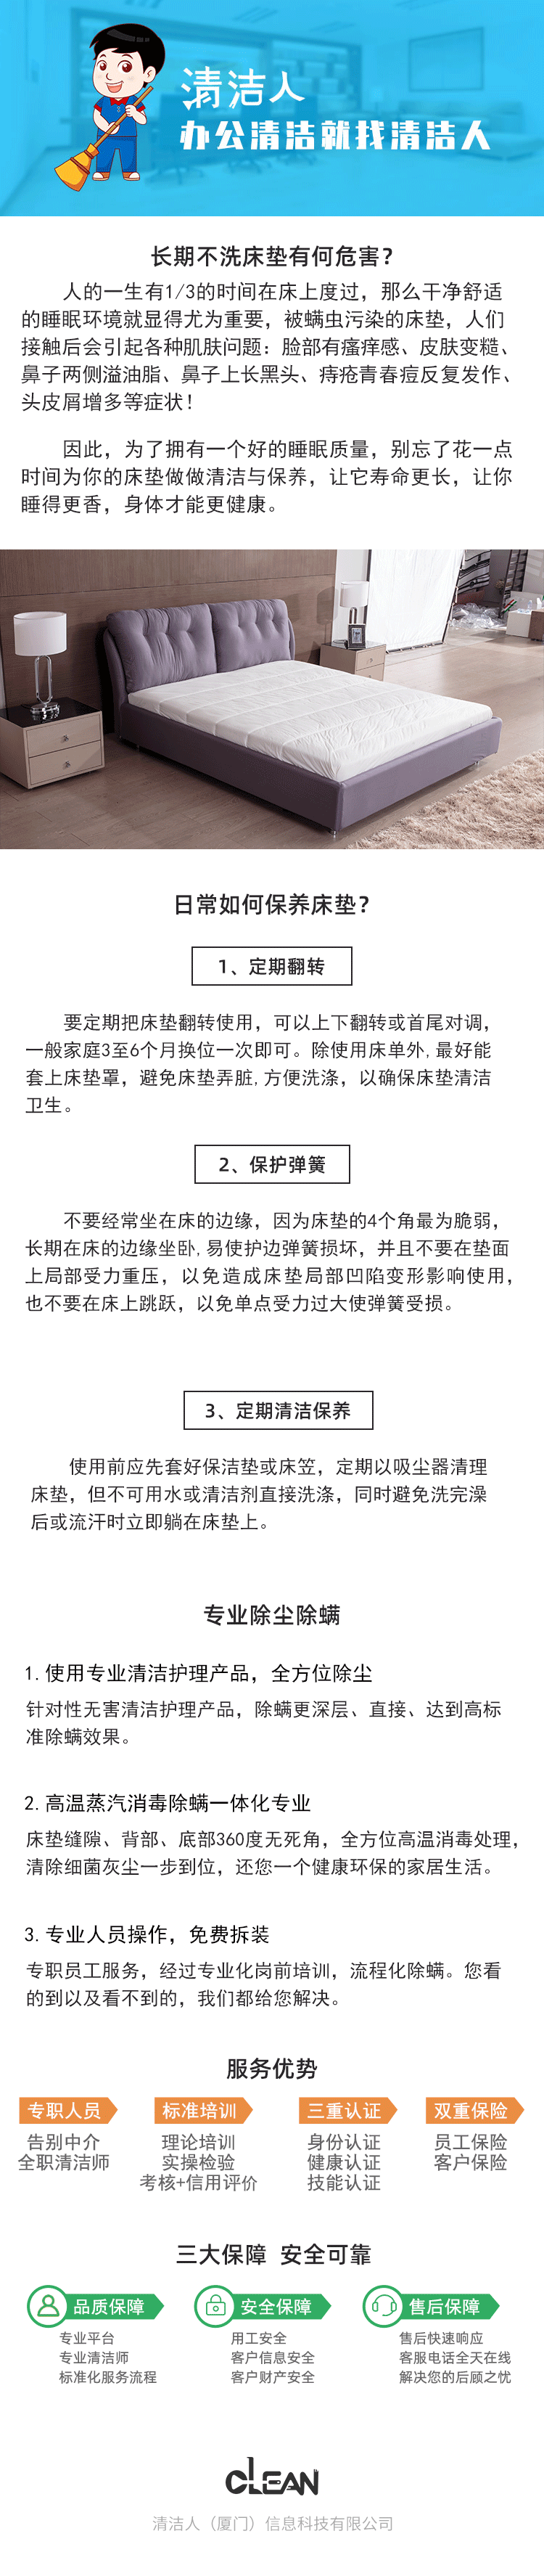 清洁人
办公清洁就找清洁人
长期不洗床垫有何危害？
人的一生有1/3的时间在床上度过，那么干净舒适
的睡眠环境就显得尤为重要，被螨虫污染的床垫，人们
接触后会引起各种肌肤问题：脸部有瘙痒感、皮肤变糙、
鼻子两侧溢油脂、鼻子上长黑头、痔疮青春痘反复发作、
头皮屑增多等症状！
因此，为了拥有一个好的睡眠质量，别忘了花一点
时间为你的床垫做做清洁与保养，让它寿命更长，让你
睡得更香，身体才能更健康。
日常如何保养床垫？
1、定期翻转
要定期把床垫翻转使用，可以上下翻转或首尾对调，
一般家庭3至6个月换位一次即可。除使用床单外,最好能
套上床垫罩，避免床垫弄脏,方便洗涤，以确保床垫清洁
卫生。
2、保护弹簧
不要经常坐在床的边缘，因为床垫的4个角最为脆弱，
长期在床的边缘坐卧,易使护边弹簧损坏，并且不要在垫面
上局部受力重压，以免造成床垫局部凹陷变形影响使用，
也不要在床上跳跃，以免单点受力过大使弹簧受损。
3、定期清洁保养
使用前应先套好保洁垫或床笠，定期以吸尘器清理
床垫，但不可用水或清洁剂直接洗涤，同时避免洗完澡
后或流汗时立即躺在床垫上。
专业除尘除螨
1.使用专业清洁护理产品，全方位除尘
针对性无害清洁护理产品，除螨更深层、直接、达到高标
准除螨效果。
2.高温蒸汽消毒除螨一体化专业
床垫缝隙、背部、底部360度无死角，全方位高温消毒处理，
清除细菌灰尘一步到位，还您一个健康环保的家居生活。
3.专业人员操作，免费拆装
专职员工服务，经过专业化岗前培训，流程化除螨。您看
的到以及看不到的，我们都给您解决。
服务优势
专职人员
告别中介
全职清洁师
标准培训
理论培训
实操检验
考核+信用评价
三重认证
身份认证
健康认证
技能认证
双重保险
员工保险
客户保险
三大保障 安全可靠
品质保障
专业平台
专业清洁师
标准化服务流程
安全保障
用工安全
客户信息安全
客户财产安全
售后保障
售后快速响应
客服电话全天在线
解决您的后顾之忧
CLEAN
清洁人（厦门）信息科技有限公司